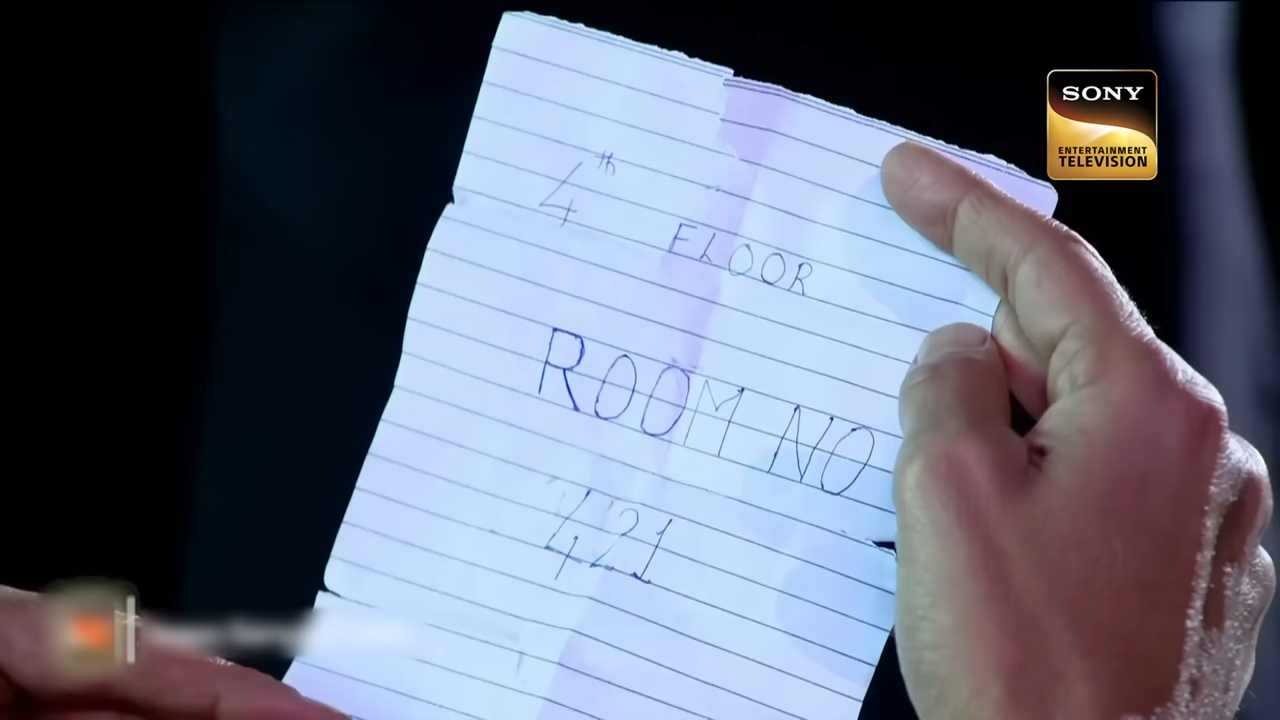 SONY
ENTERTAINMENT
TELEVISION
4th
FLOOR
ROOM NO
421